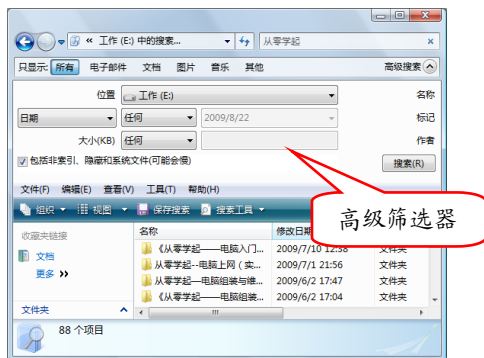 « 工作 (E:) 中的搜索... 从零学起
只显示: 所有 电子邮件 文档 图片 音乐 其他 高级搜索
位置 工作 (E:) 名称
日期 任何 2009/8/22 标记
大小(KB) 任何 作者
包括非索引、隐藏和系统文件(可能会慢) 搜索(R)
文件(F) 编辑(E) 查看(V) 工具(T) 帮助(H)
组织 视图 保存搜索 搜索工具
高级筛选器
收藏夹链接 名称 修改日期
文档 《从零学起——电脑入门... 2009/7/10 12:38 文件夹
更多 >> 从零学起--电脑上网（实... 2009/7/1 21:56 文件夹
从零学起—电脑组装与维... 2009/6/2 17:47 文件夹
《从零学起——电脑组装... 2009/6/2 17:04 文件夹
文件夹
88 个项目